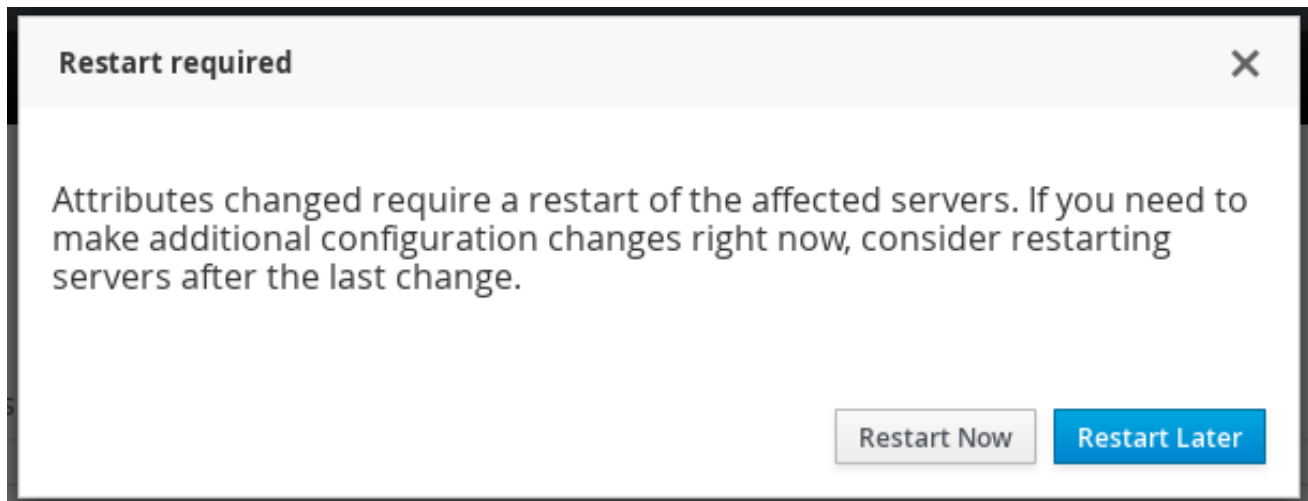 Restart required
Attributes changed require a restart of the affected servers. If you need to
make additional configuration changes right now, consider restarting
servers after the last change.
Restart Now
Restart Later